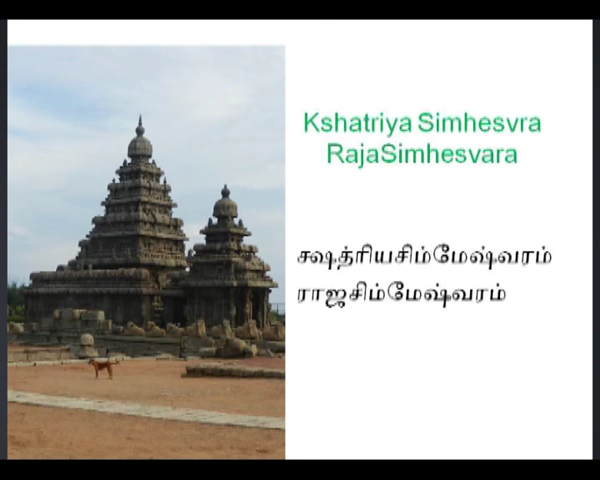 Kshatriya Simhesvra
RajaSimhesvara
க்ஷத்ரியசிம்மேஷ்வரம்
ராஜசிம்மேஷ்வரம்